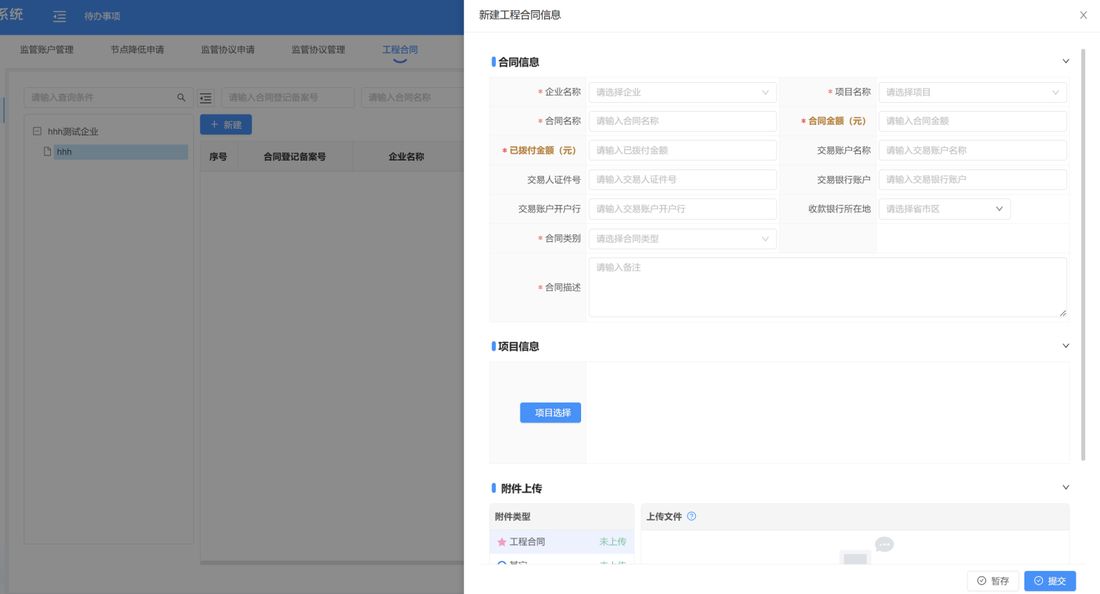 系统 待办事项
新建工程合同信息
监管账户管理 节点降低申请 监管协议申请 监管协议管理 工程合同
请输入查询条件 请输入合同登记备案号 请输入合同名称
hhh测试企业
hhh
新建
序号 合同登记备案号 企业名称
合同信息
* 企业名称 请选择企业 * 项目名称 请选择项目
* 合同名称 请输入合同名称 * 合同金额（元） 请输入合同金额
* 已拨付金额（元） 请输入已拨付金额 交易账户名称 请输入交易账户名称
交易人证件号 请输入交易人证件号 交易银行账户 请输入交易银行账户
交易账户开户行 请输入交易账户开户行 收款银行所在地 请选择省市区
* 合同类别 请选择合同类型
* 合同描述 请输入备注
项目信息
项目选择
附件上传
附件类型 上传文件
工程合同 未上传
暂存 提交